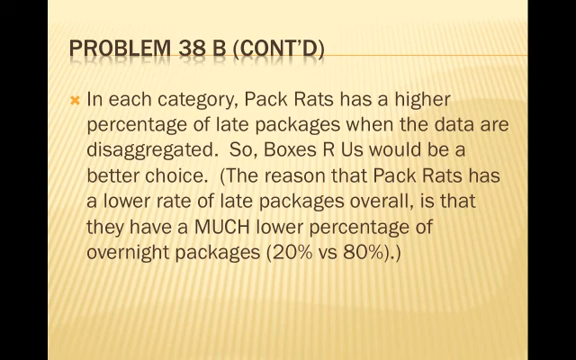 PROBLEM 38 B (CONT'D)
In each category, Pack Rats has a higher
percentage of late packages when the data are
disaggregated. So, Boxes R Us would be a
better choice. (The reason that Pack Rats has
a lower rate of late packages overall, is that
they have a MUCH lower percentage of
overnight packages (20% vs 80%).)